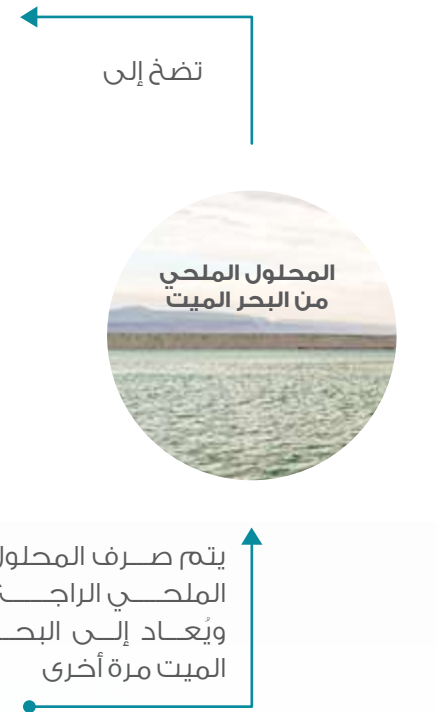 تضخ إلى
المحلول الملحي
من البحر الميت
يتم صرف المحلول
الملحي
ويُعاد إلى
الميت مرة أخرى